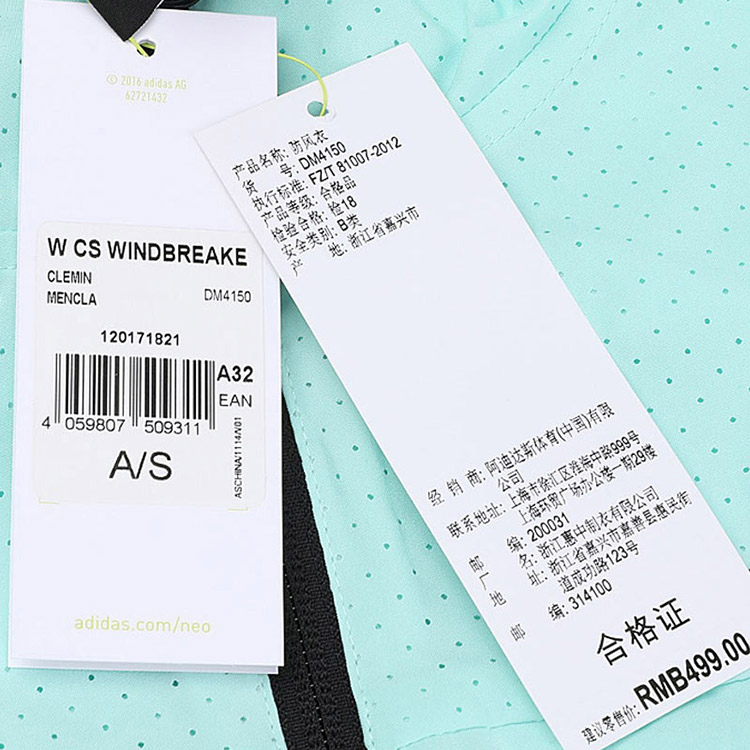 © 2016 adidas AG
62721432
W CS WINDBREAKE
CLEMIN
MENCLA DM4150
120171821
A32
EAN
4 059807 509311
A/S
ASCHINA/1114A/01
adidas.com/neo
产品名称: 防风衣
货 号: DM4150
执行标准: FZ/T 81007-2012
产品等级: 合格品
检验合格: 检18
安全类别: B类
产 地: 浙江省嘉兴市
经 销 商: 阿迪达斯体育(中国)有限
公司
联系地址: 上海市徐汇区淮海中路999号
上海环贸广场办公楼一期29楼
邮 编: 200031
厂 名: 浙江惠中制衣有限公司
地 址: 浙江省嘉兴市嘉善县惠民街
道成功路123号
邮 编: 314100
合格证
建议零售价: RMB499.00